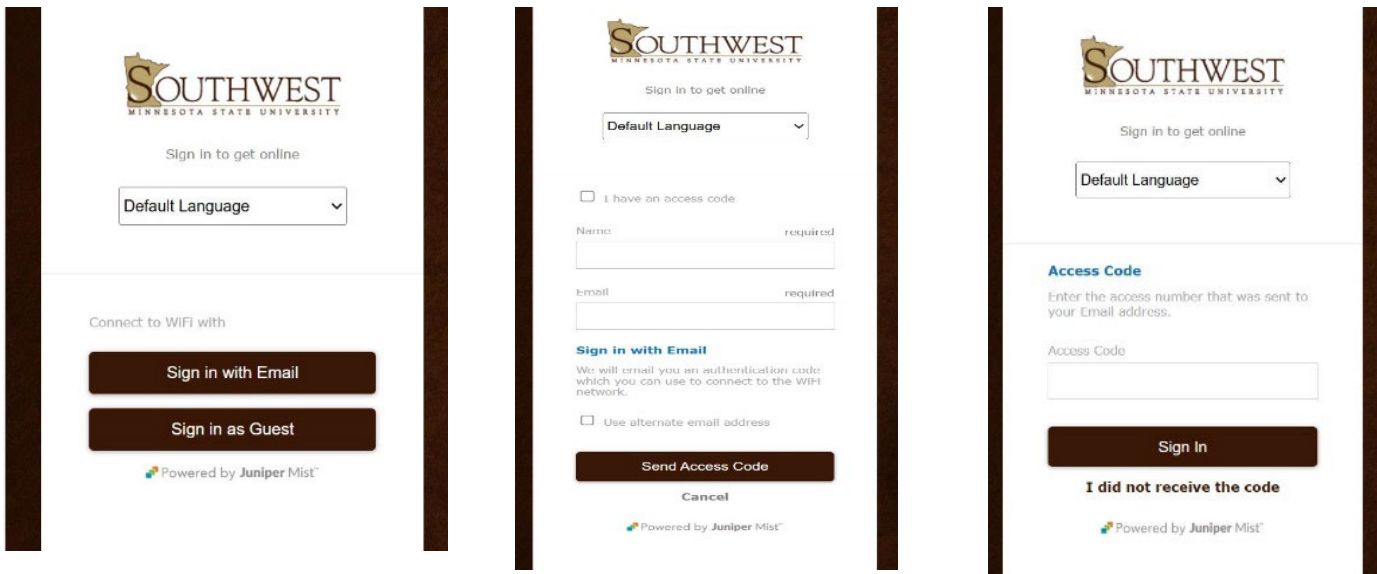 SOUTHWEST
MINNESOTA STATE UNIVERSITY
Sign in to get online
Default Language
Connect to WiFi with
Sign in with Email
Sign in as Guest
Powered by Juniper Mist™
SOUTHWEST
MINNESOTA STATE UNIVERSITY
Sign in to get online
Default Language
I have an access code
Name required
Email required
Sign in with Email
We will email you an authentication code
which you can use to connect to the WiFi
network.
Use alternate email address
Send Access Code
Cancel
Powered by Juniper Mist™
SOUTHWEST
MINNESOTA STATE UNIVERSITY
Sign in to get online
Default Language
Access Code
Enter the access number that was sent to
your Email address.
Access Code
Sign In
I did not receive the code
Powered by Juniper Mist™